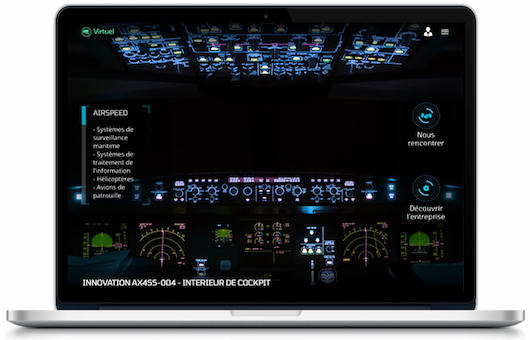 Virtuel
AIRSPEED
- Systèmes de
surveillance
maritime
- Systèmes de
traitement de
l'information
- Hélicoptères
- Avions de
patrouille
Nous
rencontrer
Découvrir
l'entreprise
INNOVATION AX455-004 - INTERIEUR DE COCKPIT